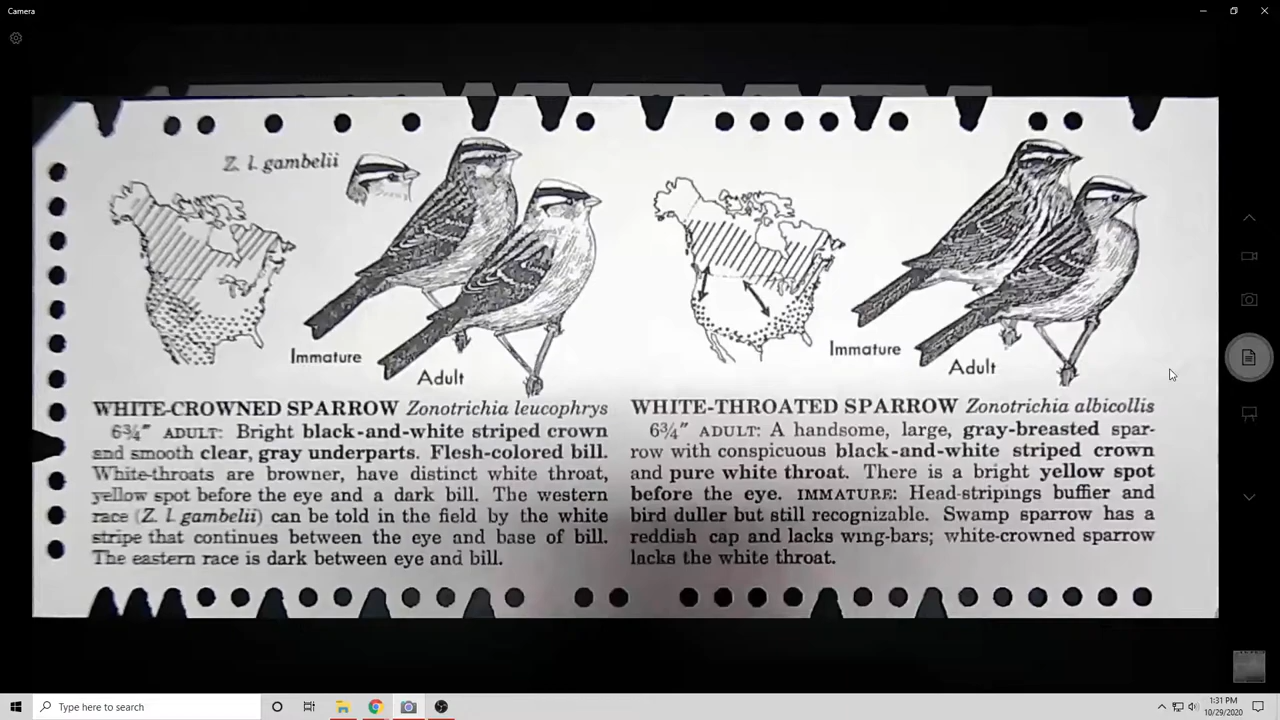 Camera
Z. l. gambelii
Immature
Adult
Immature
Adult
WHITE-CROWNED SPARROW Zonotrichia leucophrys
6¾″ ADULT: Bright black-and-white striped crown
and smooth clear, gray underparts. Flesh-colored bill.
White-throats are browner, have distinct white throat,
yellow spot before the eye and a dark bill. The western
race (Z. l. gambelii) can be told in the field by the white
stripe that continues between the eye and base of bill.
The eastern race is dark between eye and bill.
WHITE-THROATED SPARROW Zonotrichia albicollis
6¾″ ADULT: A handsome, large, gray-breasted spar-
row with conspicuous black-and-white striped crown
and pure white throat. There is a bright yellow spot
before the eye. IMMATURE: Head-stripings buffier and
bird duller but still recognizable. Swamp sparrow has a
reddish cap and lacks wing-bars; white-crowned sparrow
lacks the white throat.
Type here to search
1:31 PM
10/29/2020